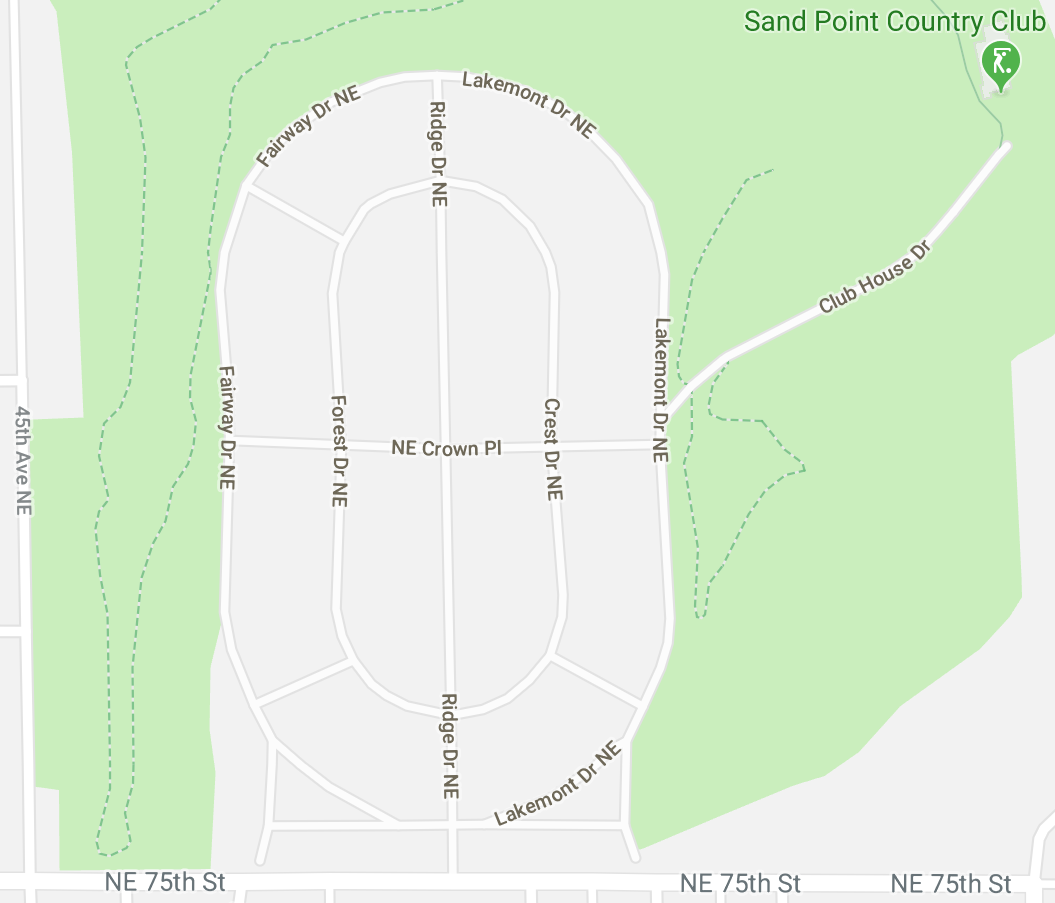 Sand Point Country Club
Fairway Dr NE
Lakemont Dr NE
Ridge Dr NE
Club House Dr
Lakemont Dr NE
Fairway Dr NE
Forest Dr NE
Crest Dr NE
45th Ave NE
NE Crown Pl
Ridge Dr NE
Lakemont Dr NE
NE 75th St
NE 75th St
NE 75th St